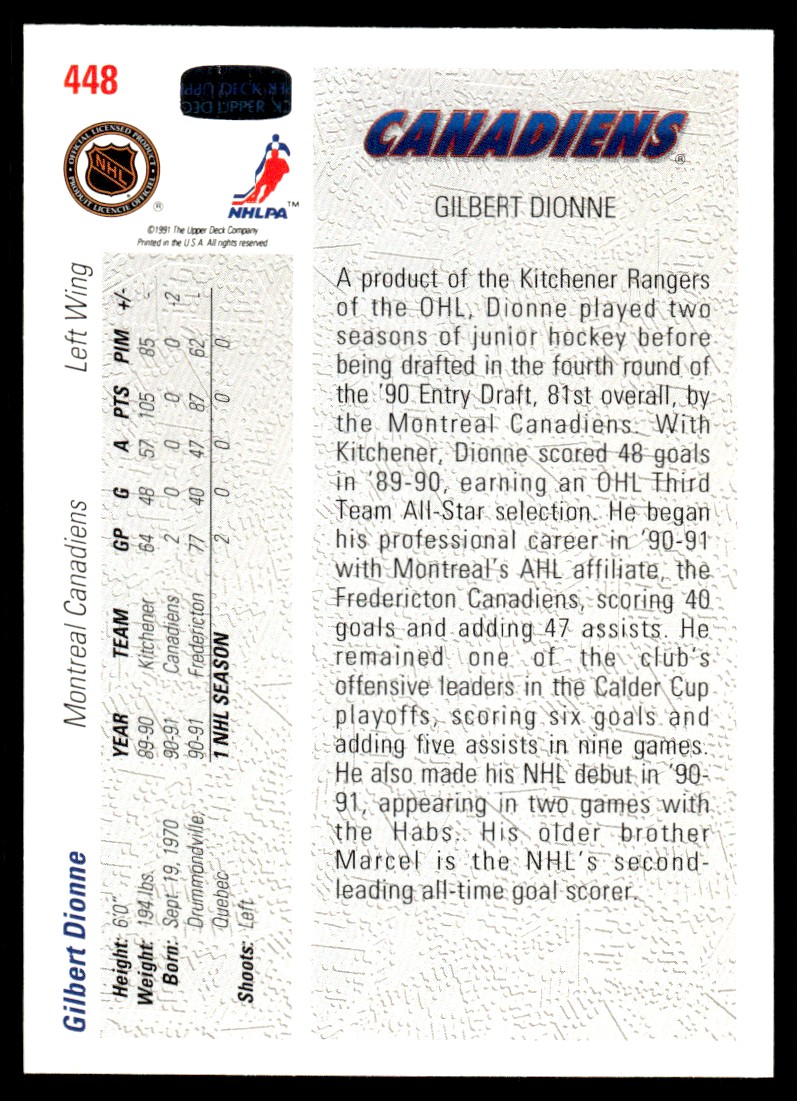 448
OFFICIAL LICENSED PRODUCT
NHL
PRODUIT LICENCIE OFFICIEL
®
NHLPA™
©1991 The Upper Deck Company
Printed in the U.S.A. All rights reserved
CANADIENS®
GILBERT DIONNE
A product of the Kitchener Rangers
of the OHL, Dionne played two
seasons of junior hockey before
being drafted in the fourth round of
the '90 Entry Draft, 81st overall, by
the Montreal Canadiens. With
Kitchener, Dionne scored 48 goals
in '89-90, earning an OHL Third
Team All-Star selection. He began
his professional career in '90-91
with Montreal's AHL affiliate, the
Fredericton Canadiens, scoring 40
goals and adding 47 assists. He
remained one of the club's
offensive leaders in the Calder Cup
playoffs, scoring six goals and
adding five assists in nine games.
He also made his NHL debut in '90-
91, appearing in two games with
the Habs. His older brother
Marcel is the NHL's second-
leading all-time goal scorer.
Gilbert Dionne Montreal Canadiens Left Wing
Height: 6'0"
Weight: 194 lbs.
Born: Sept. 19, 1970
Drummondville,
Quebec
Shoots: Left
YEAR TEAM GP G A PTS PIM +/-
89-90 Kitchener 64 48 57 105 85 -
90-91 Canadiens 2 0 0 0 0 +2
90-91 Fredericton 77 40 47 87 62 -
1 NHL SEASON 2 0 0 0 0